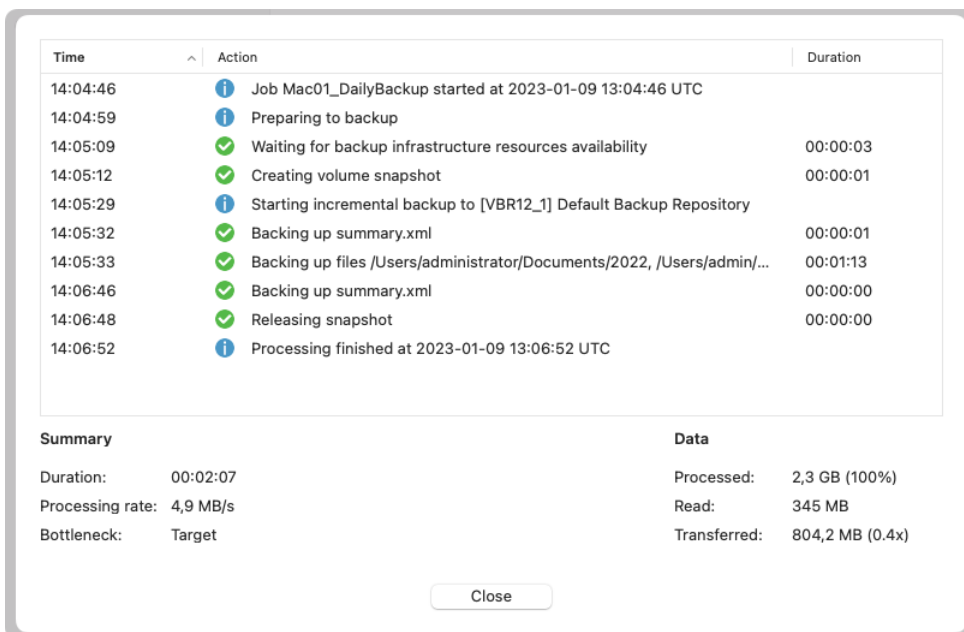 Time Action Duration
14:04:46 Job Mac01_DailyBackup started at 2023-01-09 13:04:46 UTC
14:04:59 Preparing to backup
14:05:09 Waiting for backup infrastructure resources availability 00:00:03
14:05:12 Creating volume snapshot 00:00:01
14:05:29 Starting incremental backup to [VBR12_1] Default Backup Repository
14:05:32 Backing up summary.xml 00:00:01
14:05:33 Backing up files /Users/administrator/Documents/2022, /Users/admin/... 00:01:13
14:06:46 Backing up summary.xml 00:00:00
14:06:48 Releasing snapshot 00:00:00
14:06:52 Processing finished at 2023-01-09 13:06:52 UTC
Summary Data
Duration: 00:02:07 Processed: 2,3 GB (100%)
Processing rate: 4,9 MB/s Read: 345 MB
Bottleneck: Target Transferred: 804,2 MB (0.4x)
Close